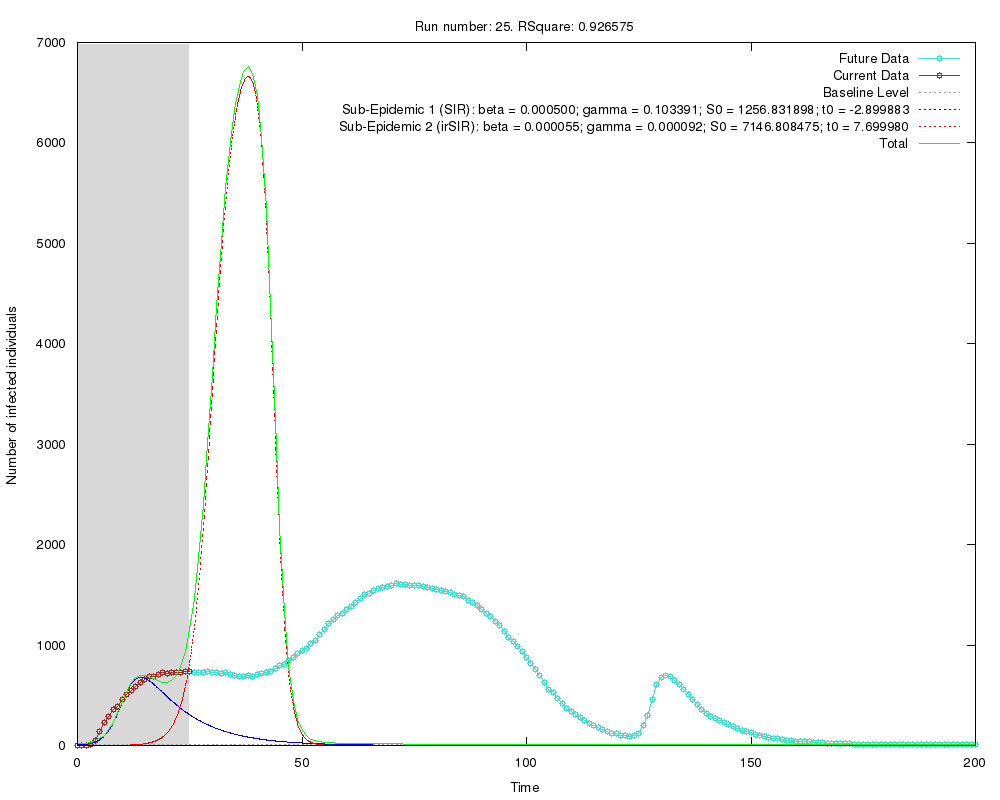 Run number: 25. RSquare: 0.926575
7000
6000
5000
4000
3000
2000
1000
0
Number of infected individuals
Future Data
Current Data
Baseline Level
Sub-Epidemic 1 (SIR): beta = 0.000500; gamma = 0.103391; S0 = 1256.831898; t0 = -2.899883
Sub-Epidemic 2 (irSIR): beta = 0.000055; gamma = 0.000092; S0 = 7146.808475; t0 = 7.699980
Total
0 50 100 150 200
Time